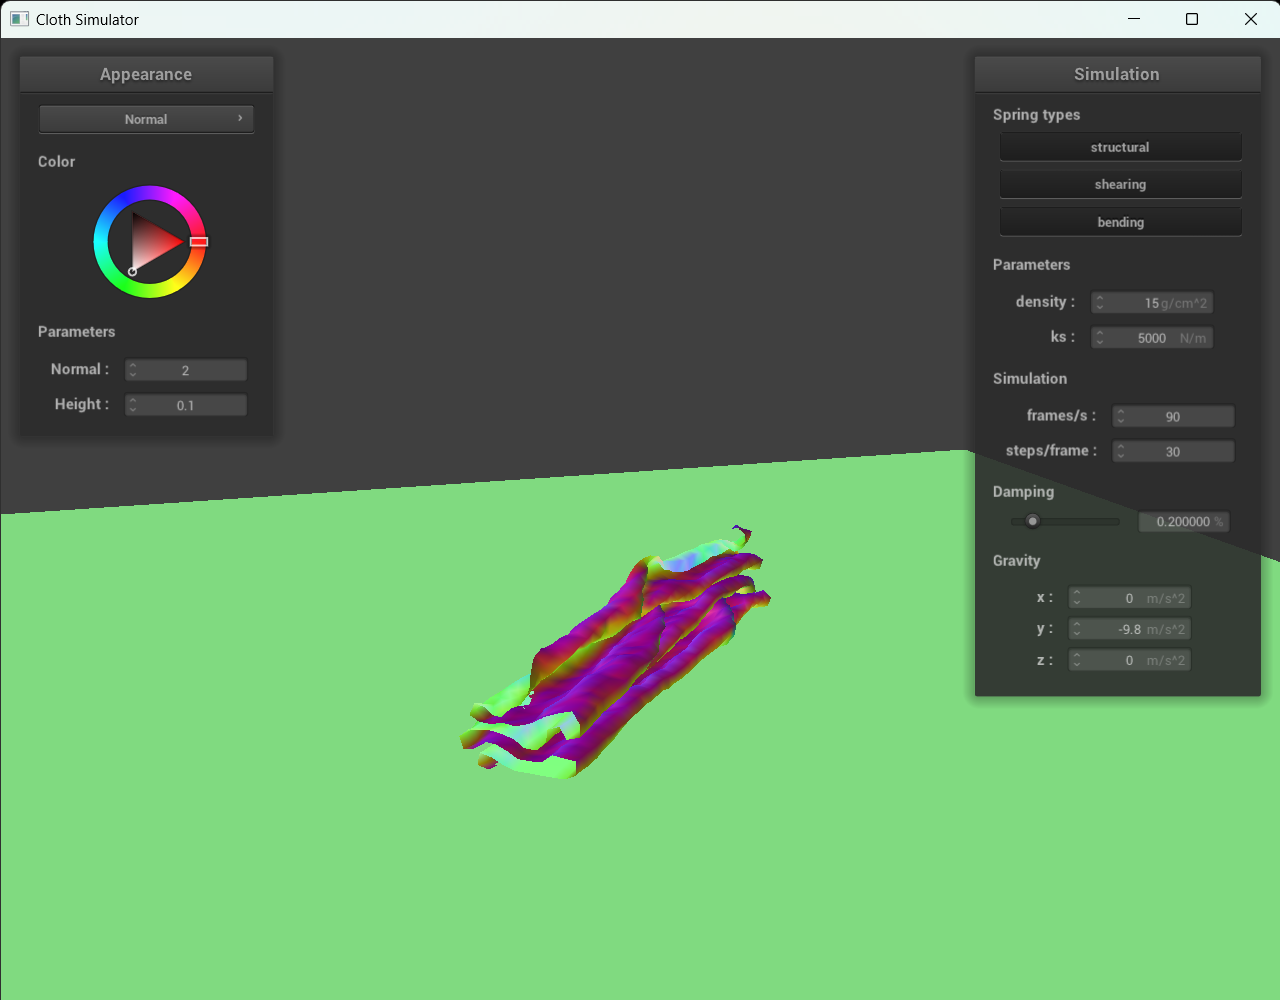 Cloth Simulator
Appearance
Normal
Color
Parameters
Normal : 2
Height : 0.1
Simulation
Spring types
structural
shearing
bending
Parameters
density : 15 g/cm^2
ks : 5000 N/m
Simulation
frames/s : 90
steps/frame : 30
Damping
0.200000 %
Gravity
x : 0 m/s^2
y : -9.8 m/s^2
z : 0 m/s^2